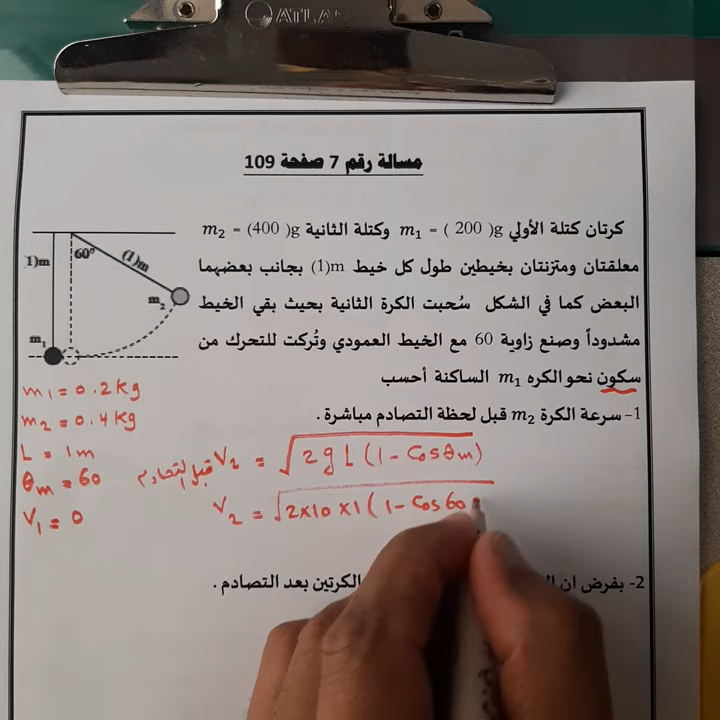 ATLAS
مسالة رقم 7 صفحة 109
كرتان كتلة الأولي m₁ = ( 200 )g وكتلة الثانية m₂ = (400 )g
معلقتان ومتزنتان بخيطين طول كل خيط (1)m بجانب بعضهما
البعض كما في الشكل سُحبت الكرة الثانية بحيث بقي الخيط
مشدوداً وصنع زاوية 60 مع الخيط العمودي وتُركت للتحرك من
سكون نحو الكره m₁ الساكنة أحسب
1- سرعة الكرة m₂ قبل لحظة التصادم مباشرة .
1)m
60°
(1)m
m₂
m₁
m₁ = 0.2 kg
m₂ = 0.4 kg
L = 1m
θm = 60
V₁ = 0
قبل التصادم V₂ = √2gL(1-Cosθm)
V₂ = √2×10×1(1-Cos60
2- بفرض ان الكرتين بعد التصادم .